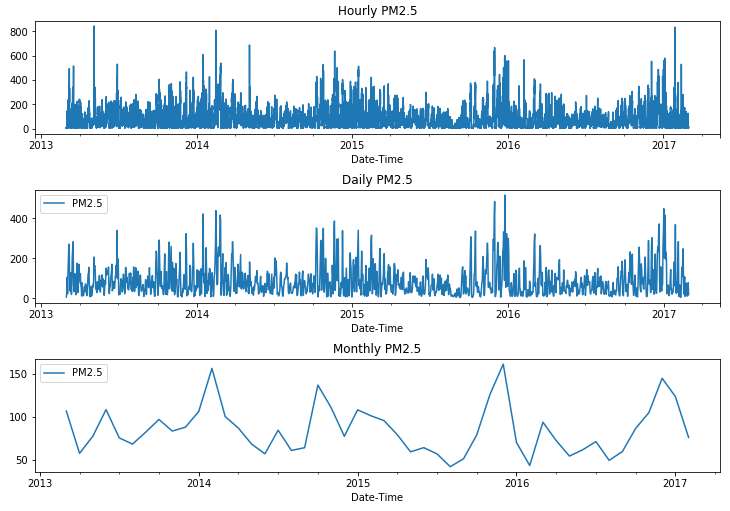 Hourly PM2.5
800
600
400
200
0
2013 2014 2015 2016 2017
Date-Time
Daily PM2.5
PM2.5
400
200
0
2013 2014 2015 2016 2017
Date-Time
Monthly PM2.5
PM2.5
150
100
50
2013 2014 2015 2016 2017
Date-Time